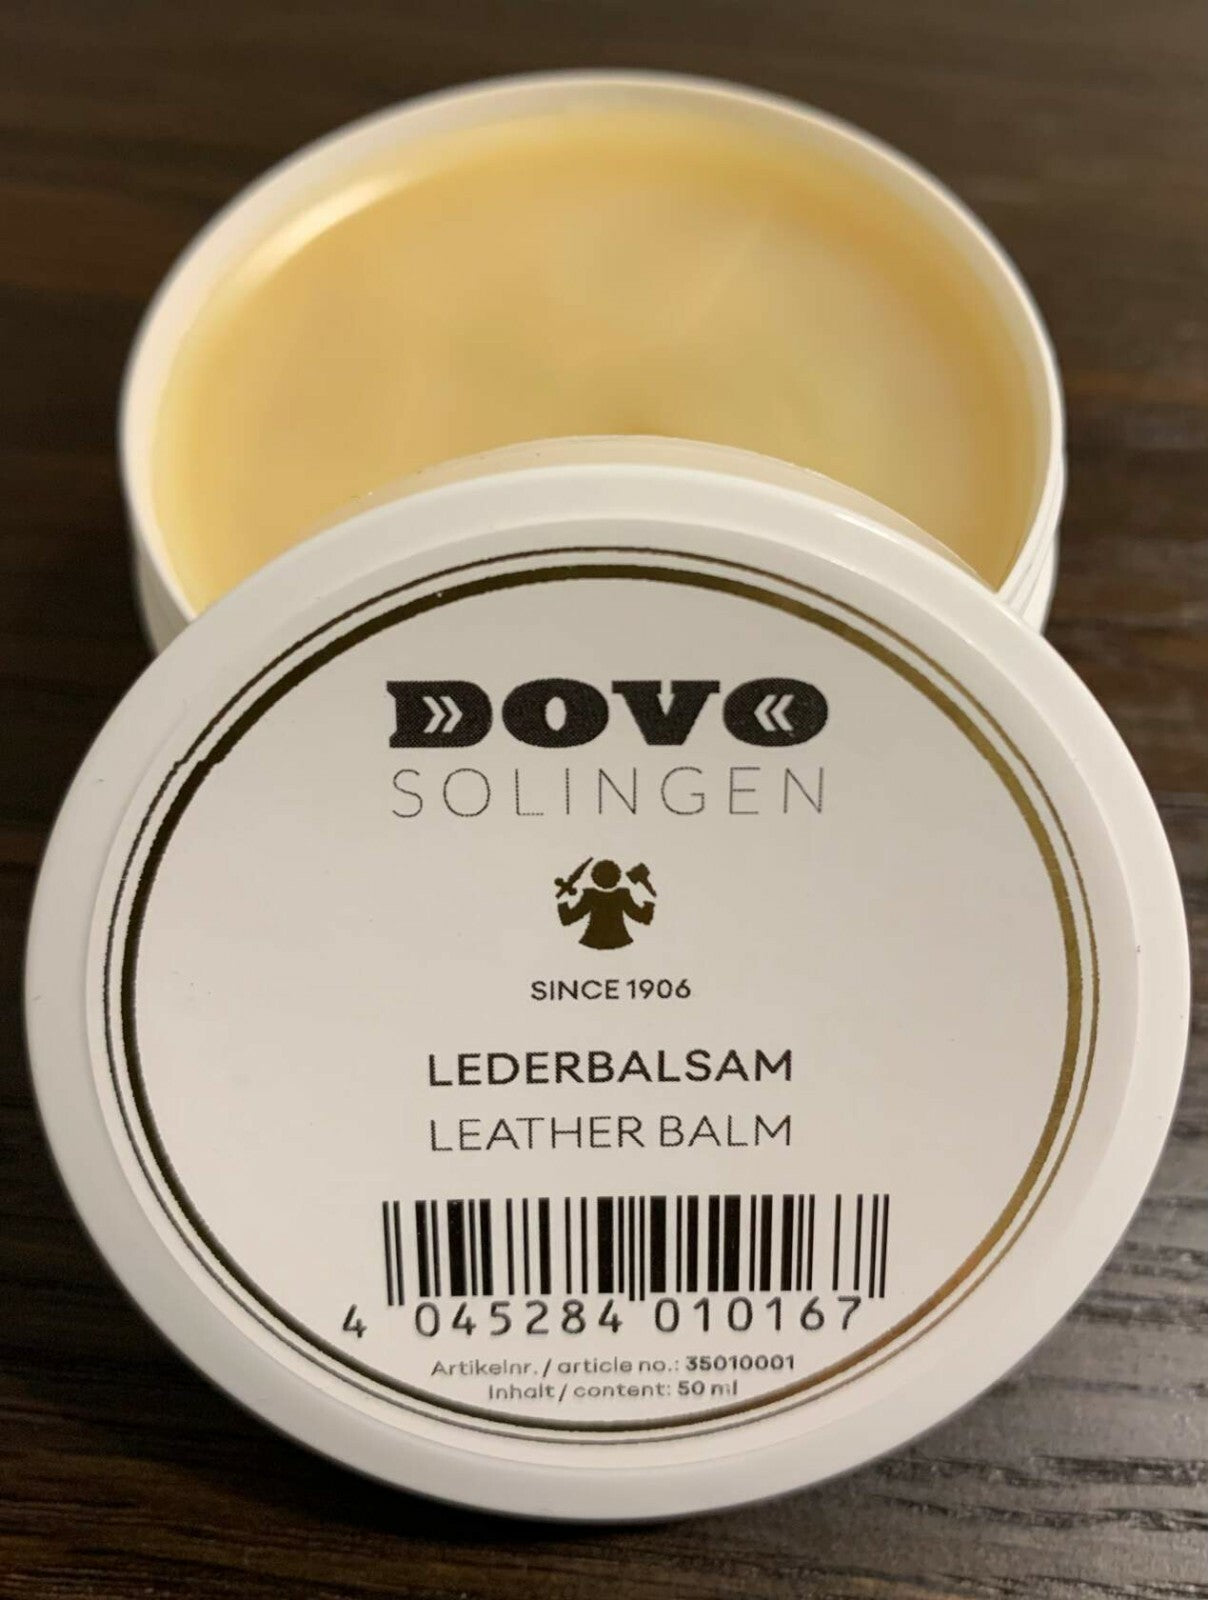 DOVO
SOLINGEN
SINCE 1906
LEDERBALSAM
LEATHER BALM
4 045284 010167
Artikelnr. / article no.: 35010001
Inhalt / content: 50 ml